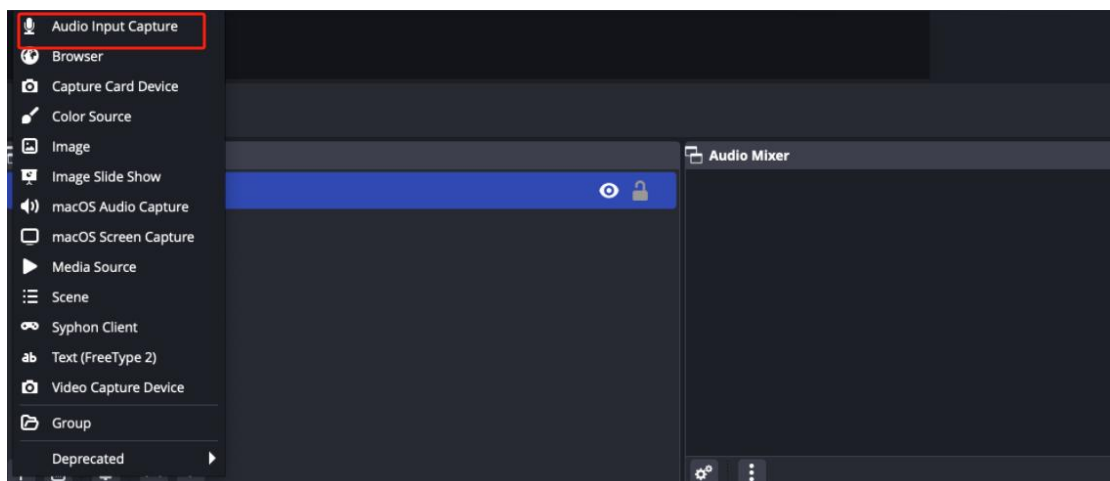 Audio Input Capture
Browser
Capture Card Device
Color Source
Image
Image Slide Show
macOS Audio Capture
macOS Screen Capture
Media Source
Scene
Syphon Client
ab Text (FreeType 2)
Video Capture Device
Group
Deprecated
Audio Mixer